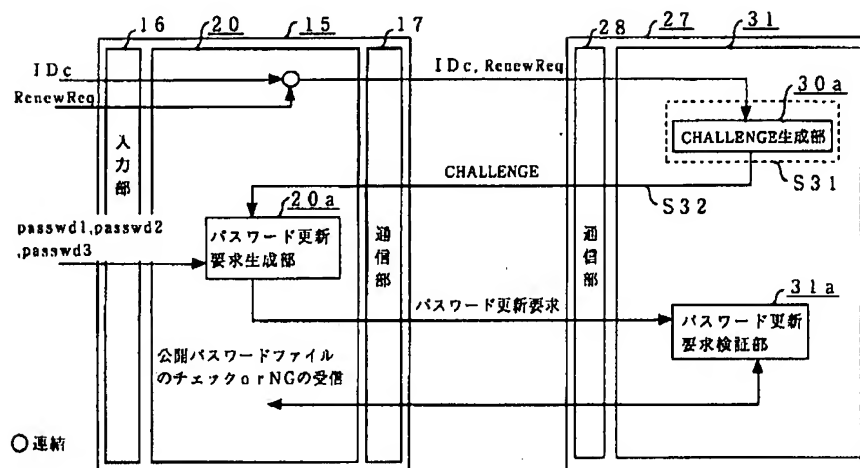 16
20
15
17
27
28
31
IDc
RenewReq
IDc, RenewReq
30a
CHALLENGE生成部
S31
入力部
CHALLENGE
S32
passwd1,passwd2
,passwd3
20a
パスワード更新
要求生成部
通信部
通信部
パスワード更新要求
31a
パスワード更新
要求検証部
公開パスワードファイル
のチェックorNGの受信
○連結